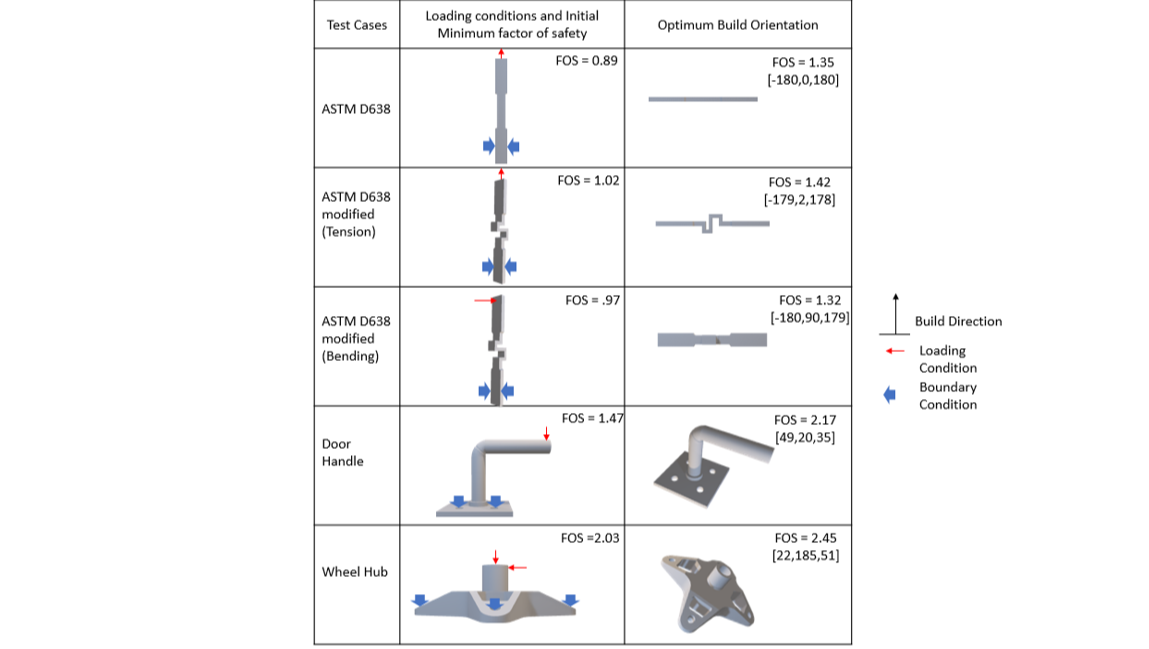 Test Cases
Loading conditions and Initial
Minimum factor of safety
Optimum Build Orientation
ASTM D638
FOS = 0.89
FOS = 1.35
[-180,0,180]
ASTM D638
modified
(Tension)
FOS = 1.02
FOS = 1.42
[-179,2,178]
ASTM D638
modified
(Bending)
FOS = .97
FOS = 1.32
[-180,90,179]
Door
Handle
FOS = 1.47
FOS = 2.17
[49,20,35]
Wheel Hub
FOS =2.03
FOS = 2.45
[22,185,51]
Build Direction
Loading
Condition
Boundary
Condition